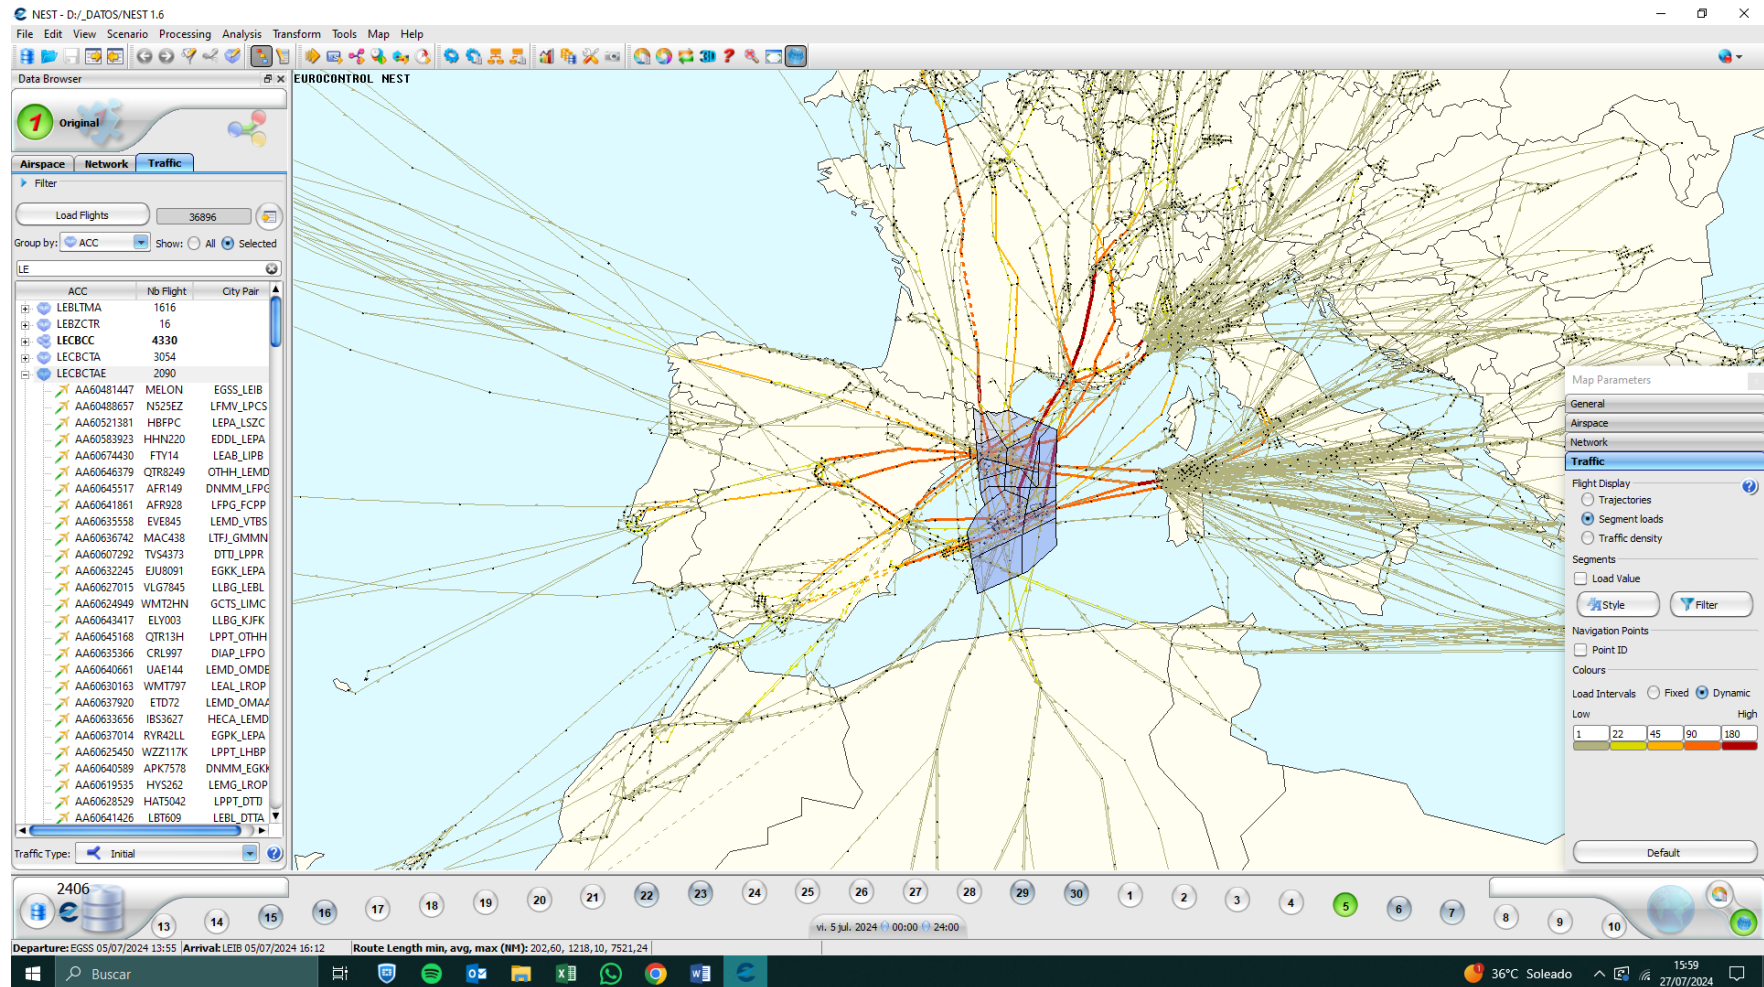 NEST - D:/_DATOS/NEST 1.6
File Edit View Scenario Processing Analysis Transform Tools Map Help
Data Browser
EUROCONTROL NEST
1 Original
Airspace Network Traffic
Filter
Load Flights 36896
Group by: ACC Show: All Selected
LE
ACC Nb Flight City Pair
LEBLTMA 1616
LEBZCTR 16
LECBCC 4330
LECBCTA 3054
LECBCTAE 2090
AA60481447 MELON EGSS_LEIB
AA60488657 N525EZ LFMV_LPCS
AA60521381 HBFPC LEPA_LSZC
AA60583923 HHN220 EDDL_LEPA
AA60674430 FTY14 LEAB_LIPB
AA60646379 QTR8249 OTHH_LEMD
AA60645517 AFR149 DNMM_LFPG
AA60641861 AFR928 LFPG_FCPP
AA60635558 EVE845 LEMD_VTBS
AA60636742 MAC438 LTFJ_GMMN
AA60607292 TVS4373 DTTJ_LPPR
AA60632245 EJU8091 EGKK_LEPA
AA60627015 VLG7845 LLBG_LEBL
AA60624949 WMT2HN GCTS_LIMC
AA60643417 ELY003 LLBG_KJFK
AA60645168 QTR13H LPPT_OTHH
AA60635366 CRL997 DIAP_LFPO
AA60640661 UAE144 LEMD_OMDB
AA60630163 WMT797 LEAL_LROP
AA60637920 ETD72 LEMD_OMAA
AA60633656 IBS3627 HECA_LEMD
AA60637014 RYR42LL EGPK_LEPA
AA60625450 WZZ117K LPPT_LHBP
AA60640589 APK7578 DNMM_EGKK
AA60619535 HYS262 LEMG_LROP
AA60628529 HAT5042 LPPT_DTTJ
AA60641426 LBT609 LEBL_DTTA
Traffic Type: Initial
Map Parameters
General
Airspace
Network
Traffic
Flight Display
Trajectories
Segment loads
Traffic density
Segments
Load Value
Style Filter
Navigation Points
Point ID
Colours
Load Intervals Fixed Dynamic
Low High
1 22 45 90 180
Default
2406
13 14 15 16 17 18 19 20 21 22 23 24 25 26 27 28 29 30 1 2 3 4 5 6 7 8 9 10
vi. 5 jul. 2024 00:00 24:00
Departure: EGSS 05/07/2024 13:55 Arrival: LEIB 05/07/2024 16:12 Route Length min, avg, max (NM): 202,60, 1218,10, 7521,24
Buscar
36°C Soleado
15:59
27/07/2024